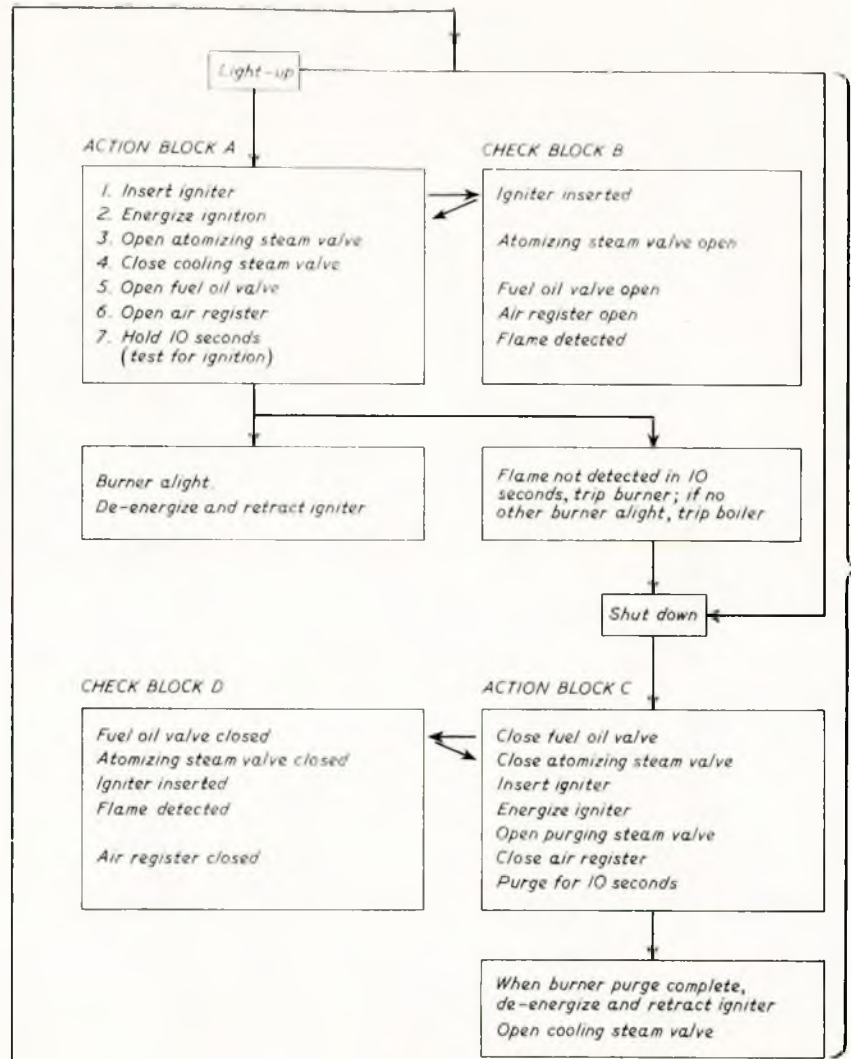 Light-up
ACTION BLOCK A
1. Insert igniter
2. Energize ignition
3. Open atomizing steam valve
4. Close cooling steam valve
5. Open fuel oil valve
6. Open air register
7. Hold 10 seconds
(test for ignition)
CHECK BLOCK B
Igniter inserted
Atomizing steam valve open
Fuel oil valve open
Air register open
Flame detected
Burner alight.
De-energize and retract igniter
Flame not detected in 10
seconds, trip burner; if no
other burner alight, trip boiler
Shut down
CHECK BLOCK D
Fuel oil valve closed
Atomizing steam valve closed
Igniter inserted
Flame detected
Air register closed
ACTION BLOCK C
Close fuel oil valve
Close atomizing steam valve
Insert igniter
Energize igniter
Open purging steam valve
Close air register
Purge for 10 seconds
When burner purge complete,
de-energize and retract igniter
Open cooling steam valve